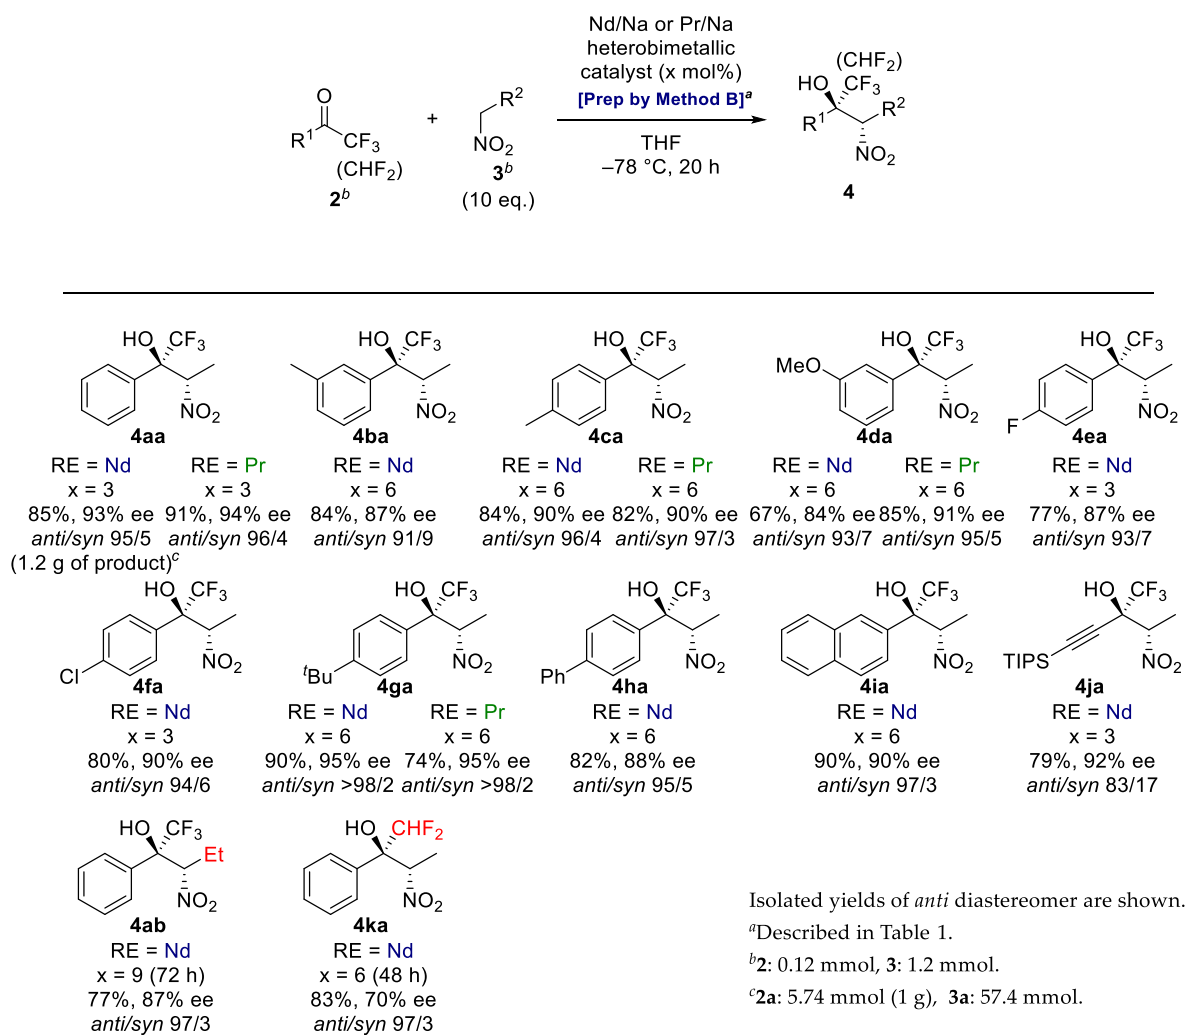 Nd/Na or Pr/Na
heterobimetallic
catalyst (x mol%)
[Prep by Method B]a
THF
–78 °C, 20 h
O
R1
CF3
(CHF2)
2b
+
R2
NO2
3b
(10 eq.)
(CHF2)
HO
CF3
R1
R2
NO2
4
HO CF3
NO2
4aa
RE = Nd RE = Pr
x = 3 x = 3
85%, 93% ee 91%, 94% ee
anti/syn 95/5 anti/syn 96/4
(1.2 g of product)c
HO CF3
NO2
4ba
RE = Nd
x = 6
84%, 87% ee
anti/syn 91/9
HO CF3
NO2
4ca
RE = Nd RE = Pr
x = 6 x = 6
84%, 90% ee 82%, 90% ee
anti/syn 96/4 anti/syn 97/3
HO CF3
MeO
NO2
4da
RE = Nd RE = Pr
x = 6 x = 6
67%, 84% ee 85%, 91% ee
anti/syn 93/7 anti/syn 95/5
HO CF3
F
NO2
4ea
RE = Nd
x = 3
77%, 87% ee
anti/syn 93/7
HO CF3
NO2
Cl
4fa
RE = Nd
x = 3
80%, 90% ee
anti/syn 94/6
HO CF3
NO2
tBu
4ga
RE = Nd RE = Pr
x = 6 x = 6
90%, 95% ee 74%, 95% ee
anti/syn >98/2 anti/syn >98/2
HO CF3
NO2
Ph
4ha
RE = Nd
x = 6
82%, 88% ee
anti/syn 95/5
HO CF3
NO2
4ia
RE = Nd
x = 6
90%, 90% ee
anti/syn 97/3
HO CF3
TIPS
NO2
4ja
RE = Nd
x = 3
79%, 92% ee
anti/syn 83/17
HO CF3
Et
NO2
4ab
RE = Nd
x = 9 (72 h)
77%, 87% ee
anti/syn 97/3
HO CHF2
NO2
4ka
RE = Nd
x = 6 (48 h)
83%, 70% ee
anti/syn 97/3
Isolated yields of anti diastereomer are shown.
aDescribed in Table 1.
b2: 0.12 mmol, 3: 1.2 mmol.
c2a: 5.74 mmol (1 g), 3a: 57.4 mmol.